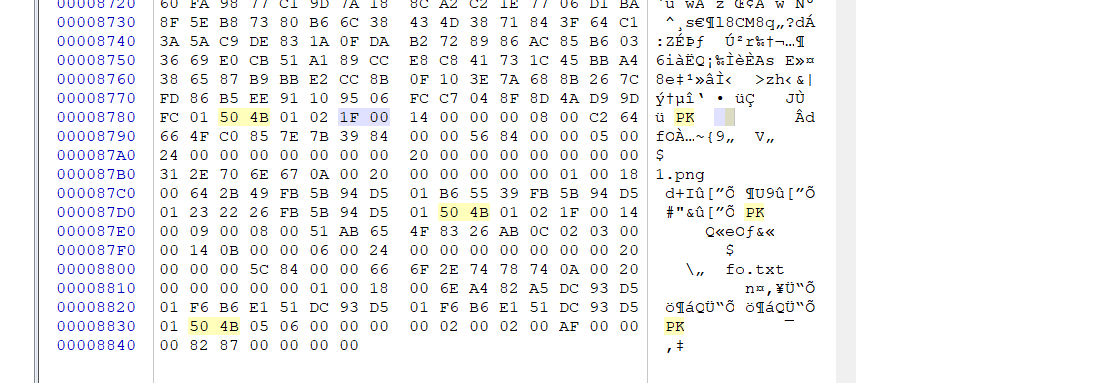 00008720 60 FA 98 77 C1 9D 7A 18 8C A2 C2 1E 77 06 D1 BA
00008730 8F 5E B8 73 80 B6 6C 38 43 4D 38 71 84 3F 64 C1 ^¸s€¶l8CM8q„?dÁ
00008740 3A 5A C9 DE 83 1A 0F DA B2 72 89 86 AC 85 B6 03 :ZÉÞƒ Ú²r‰†¬…¶
00008750 36 69 E0 CB 51 A1 89 CC E8 C8 41 73 1C 45 BB A4 6iàËQ¡‰ÌèÈAs E»¤
00008760 38 65 87 B9 BB E2 CC 8B 0F 10 3E 7A 68 8B 26 7C 8e‡¹»âÌ‹ >zh‹&|
00008770 FD 86 B5 EE 91 10 95 06 FC C7 04 8F 8D 4A D9 9D ý†µî‘ • üÇ JÙ
00008780 FC 01 50 4B 01 02 1F 00 14 00 00 00 08 00 C2 64 ü PK Âd
00008790 66 4F C0 85 7E 7B 39 84 00 00 56 84 00 00 05 00 fOÀ…~{9„ V„
000087A0 24 00 00 00 00 00 00 00 20 00 00 00 00 00 00 00 $
000087B0 31 2E 70 6E 67 0A 00 20 00 00 00 00 00 01 00 18 1.png
000087C0 00 64 2B 49 FB 5B 94 D5 01 B6 55 39 FB 5B 94 D5 d+Iû[”Õ ¶U9û[”Õ
000087D0 01 23 22 26 FB 5B 94 D5 01 50 4B 01 02 1F 00 14 #"&û[”Õ PK
000087E0 00 09 00 08 00 51 AB 65 4F 83 26 AB 0C 02 03 00 Q«eOƒ&«
000087F0 00 14 0B 00 00 06 00 24 00 00 00 00 00 00 00 20 $
00008800 00 00 00 5C 84 00 00 66 6F 2E 74 78 74 0A 00 20 \„ fo.txt
00008810 00 00 00 00 00 01 00 18 00 6E A4 82 A5 DC 93 D5 n¤‚¥Ü“Õ
00008820 01 F6 B6 E1 51 DC 93 D5 01 F6 B6 E1 51 DC 93 D5 ö¶áQÜ“Õ ö¶áQÜ“Õ
00008830 01 50 4B 05 06 00 00 00 00 02 00 02 00 AF 00 00 PK ¯
00008840 00 82 87 00 00 00 00 00 ‚‡